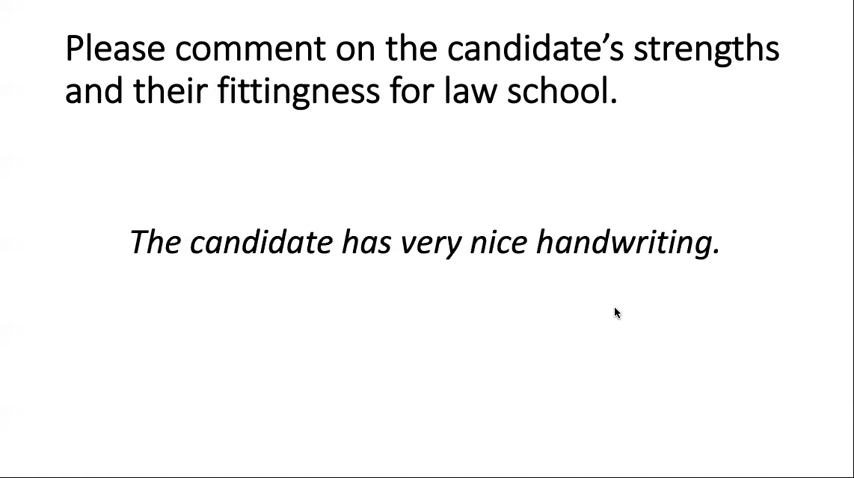 Please comment on the candidate’s strengths
and their fittingness for law school.
The candidate has very nice handwriting.